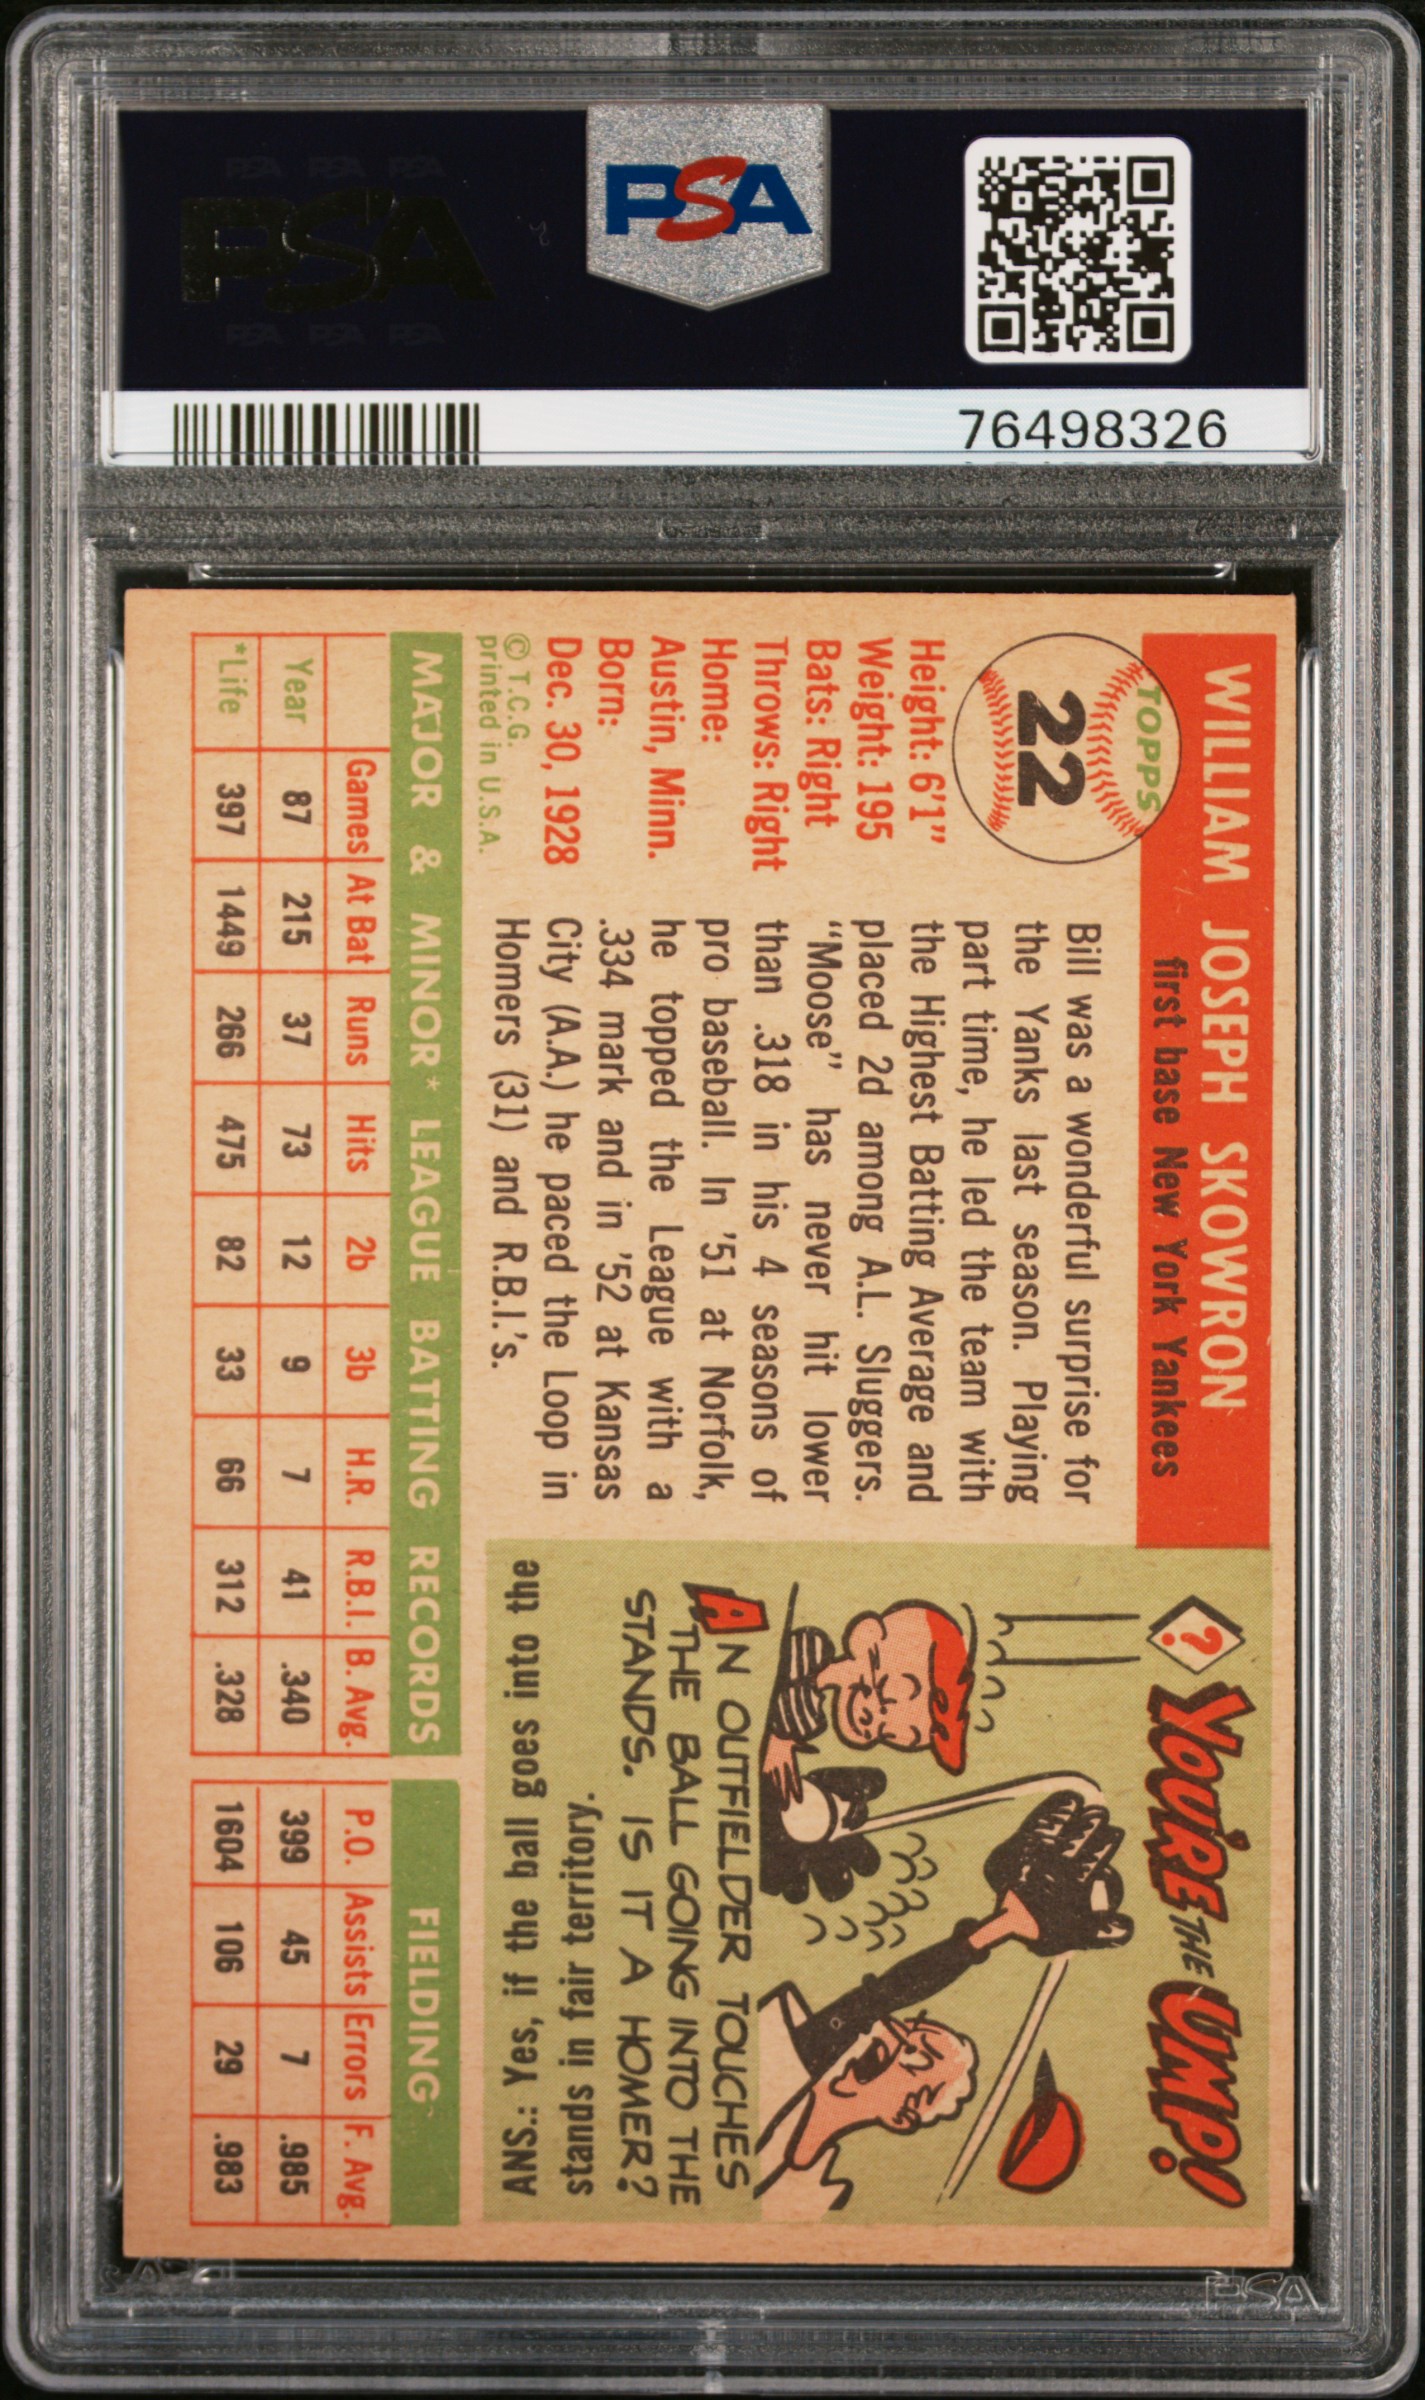 PSA PSA PSA
PSA
PSA PSA PSA
PSA
76498326
WILLIAM JOSEPH SKOWRON
first base New York Yankees
TOPPS
22
Height: 6'1"
Weight: 195
Bats: Right
Throws: Right
Home:
Austin, Minn.
Born:
Dec. 30, 1928
© T.C.G.
printed in U.S.A.
Bill was a wonderful surprise for
the Yanks last season. Playing
part time, he led the team with
the Highest Batting Average and
placed 2d among A.L. Sluggers.
"Moose" has never hit lower
than .318 in his 4 seasons of
pro baseball. In '51 at Norfolk,
he topped the League with a
.334 mark and in '52 at Kansas
City (A.A.) he paced the Loop in
Homers (31) and R.B.I.'s.
? YOU'RE THE UMP!
AN OUTFIELDER TOUCHES
THE BALL GOING INTO THE
STANDS. IS IT A HOMER?
ANS.: Yes, if the ball goes into the
stands in fair territory.
MAJOR & MINOR* LEAGUE BATTING RECORDS FIELDING
Games At Bat Runs Hits 2b 3b H.R. R.B.I. B. Avg. P.O. Assists Errors F. Avg.
Year 87 215 37 73 12 9 7 41 .340 399 45 7 .985
*Life 397 1449 266 475 82 33 66 312 .328 1604 106 29 .983
PSA
PSA